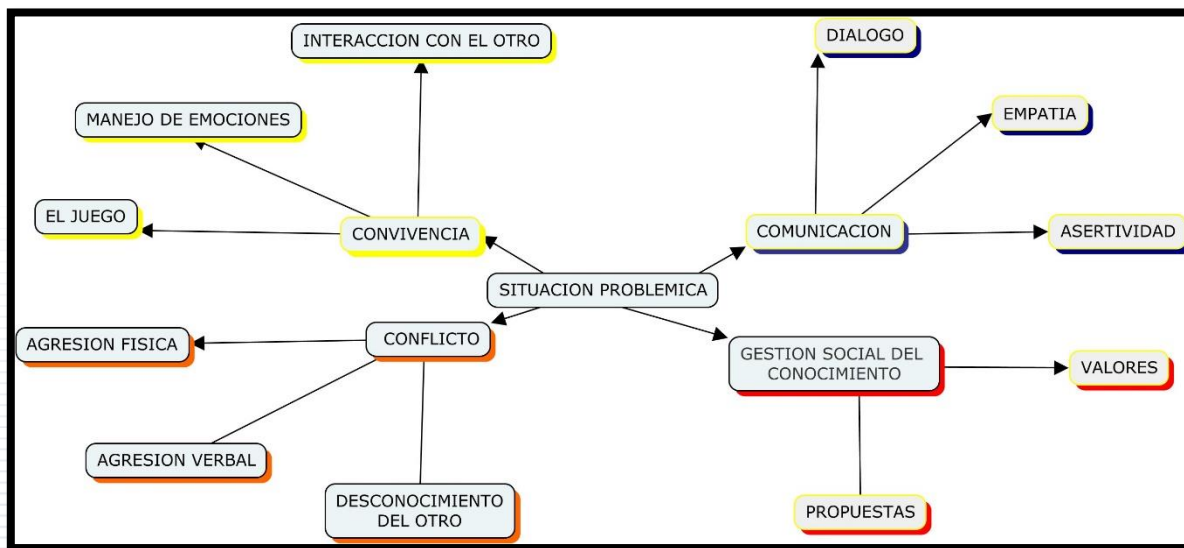 INTERACCION CON EL OTRO
DIALOGO
MANEJO DE EMOCIONES
EMPATIA
EL JUEGO
CONVIVENCIA
COMUNICACION
ASERTIVIDAD
SITUACION PROBLEMICA
AGRESION FISICA
CONFLICTO
GESTION SOCIAL DEL
CONOCIMIENTO
VALORES
AGRESION VERBAL
DESCONOCIMIENTO
DEL OTRO
PROPUESTAS